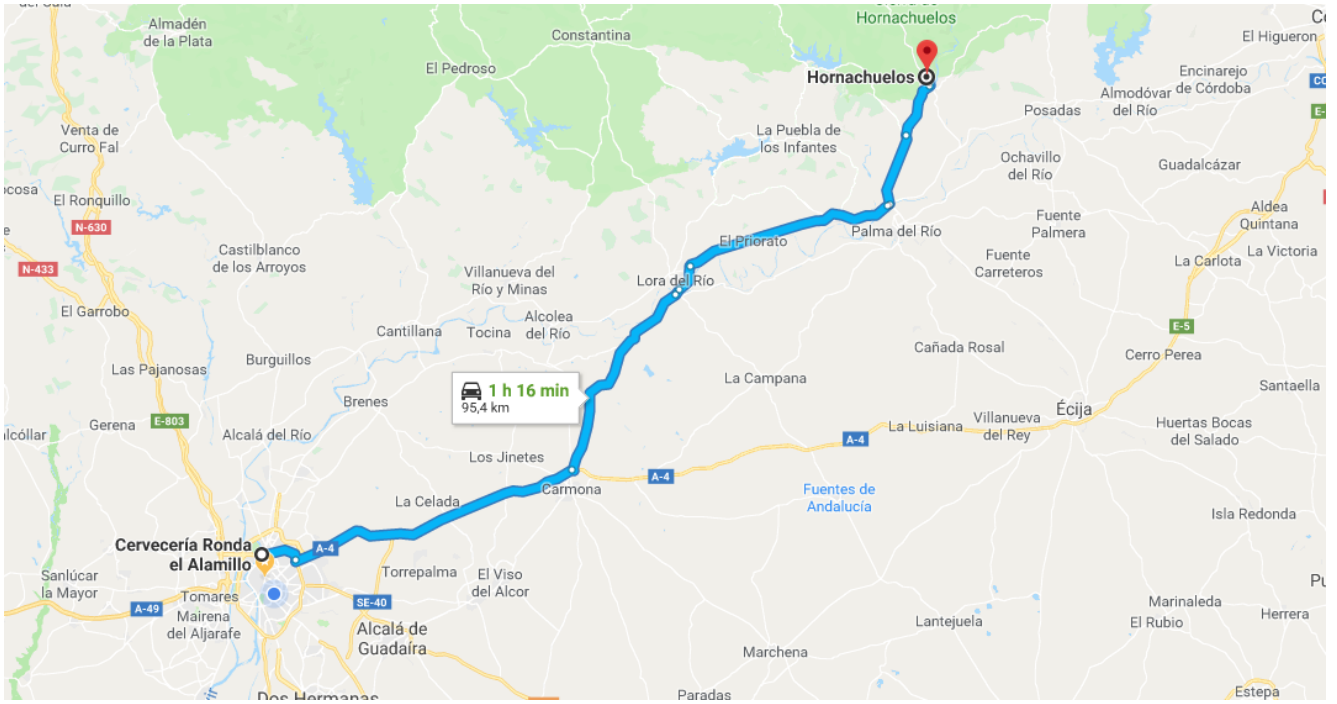 Almadén
de la Plata
Constantina
Hornachuelos
El Higueron
El Pedroso
Hornachuelos
Encinarejo
de Córdoba
Almodóvar
del Río
Posadas
Venta de
Curro Fal
La Puebla de
los Infantes
Ochavillo
del Río
Guadalcázar
El Ronquillo
N-630
Aldea
Quintana
Fuente
Palmera
Palma del Río
El Priorato
Castilblanco
de los Arroyos
La Victoria
Fuente
Carreteros
La Carlota
N-433
Villanueva del
Río y Minas
Lora del Río
El Garrobo
Alcolea
del Río
Cantillana
Tocina
E-5
Burguillos
Cañada Rosal
Cerro Perea
Las Pajanosas
La Campana
Santaella
1 h 16 min
95,4 km
Brenes
Écija
E-803
Gerena
Alcalá del Río
La Luisiana
Villanueva
del Rey
Huertas Bocas
del Salado
A-4
Los Jinetes
A-4
Carmona
Fuentes de
Andalucía
La Celada
Isla Redonda
Cervecería Ronda
el Alamillo
A-4
Torrepalma
El Viso
del Alcor
Sanlúcar
la Mayor
Tomares
A-49
SE-40
Mairena
del Aljarafe
Marinaleda
El Rubio
Herrera
Lantejuela
Alcalá de
Guadaíra
Marchena
Dos Hermanas
Paradas
Estepa